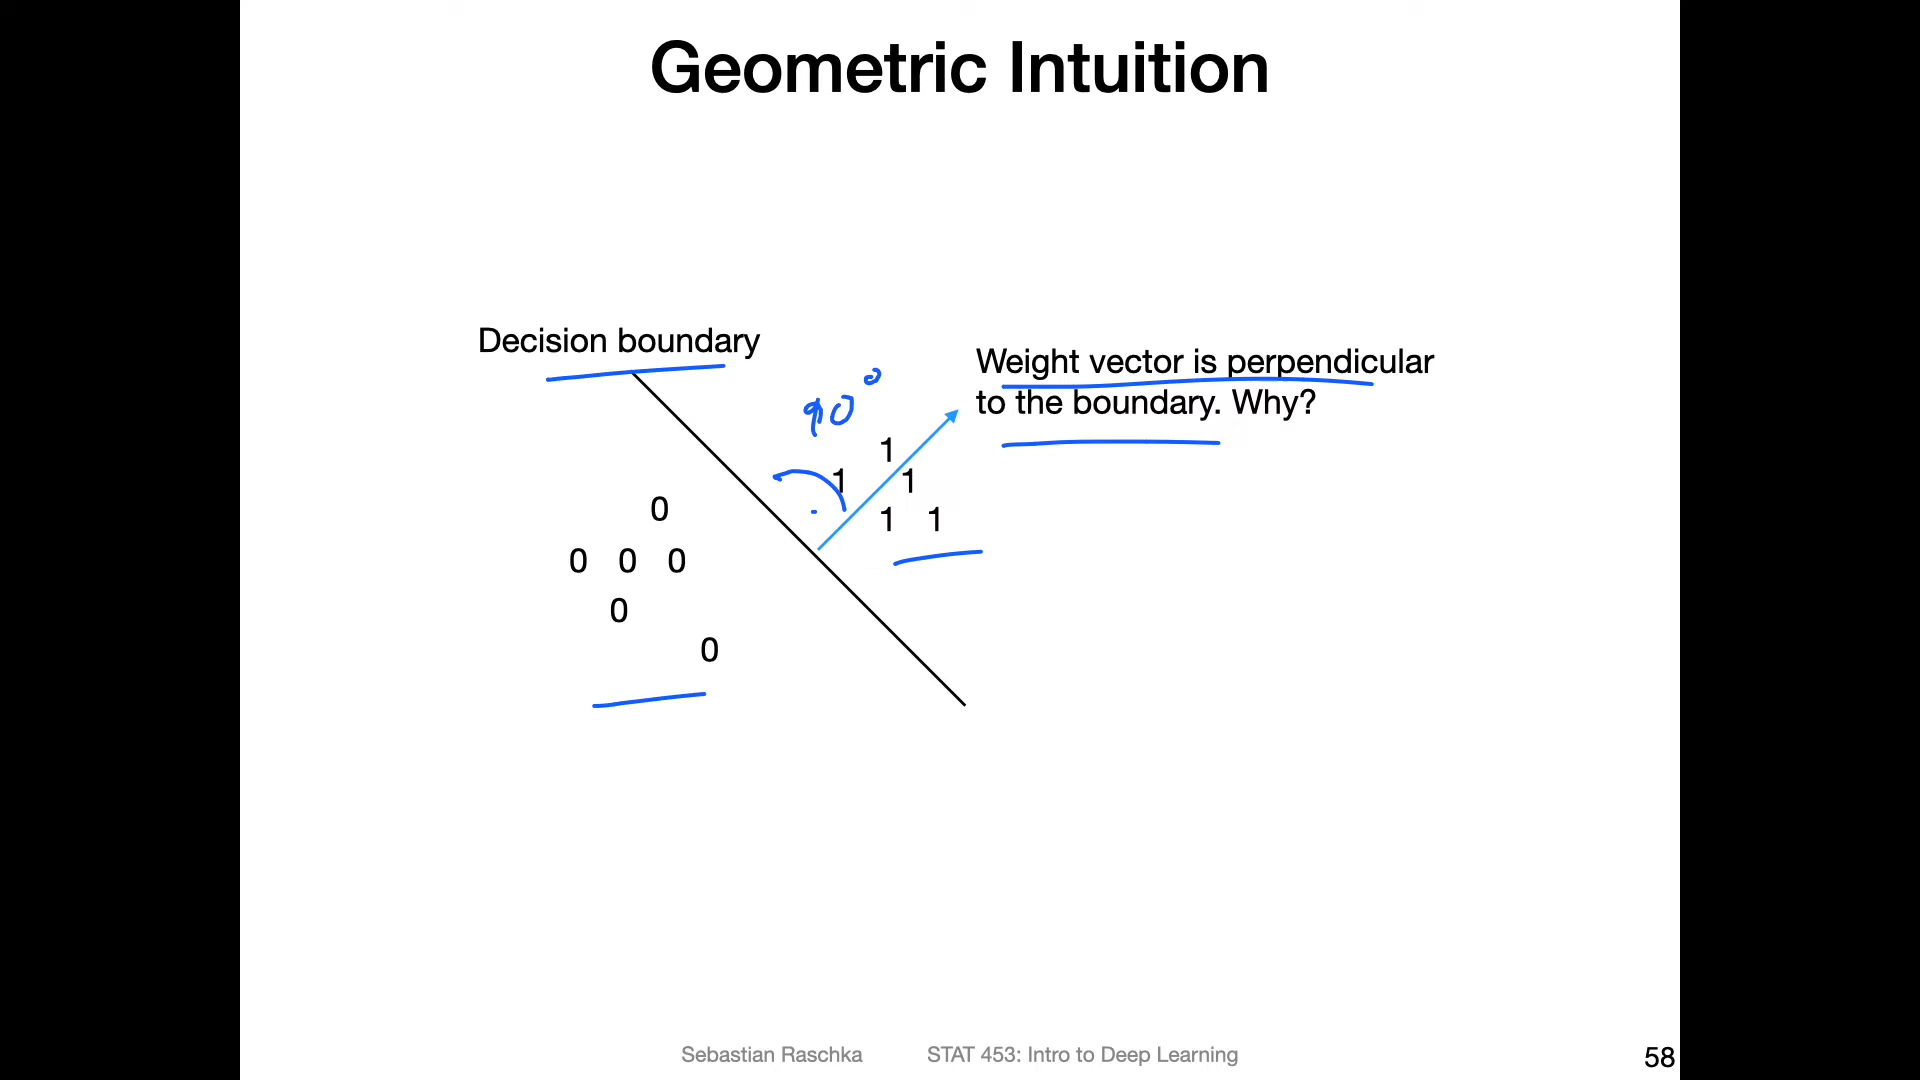 Geometric Intuition
Decision boundary
Weight vector is perpendicular
to the boundary. Why?
90°
1
1 1
0 1 1
0 0 0
0
0
Sebastian Raschka STAT 453: Intro to Deep Learning 58